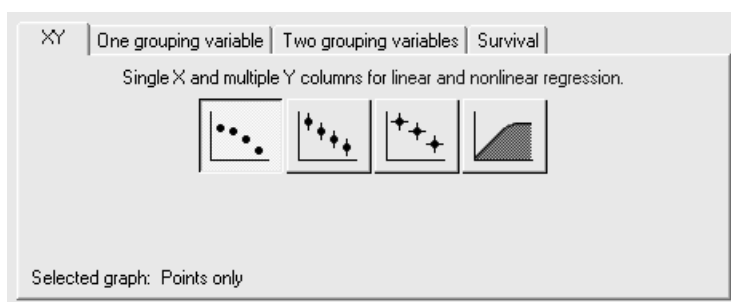 XY One grouping variable Two grouping variables Survival
Single X and multiple Y columns for linear and nonlinear regression.
Selected graph: Points only